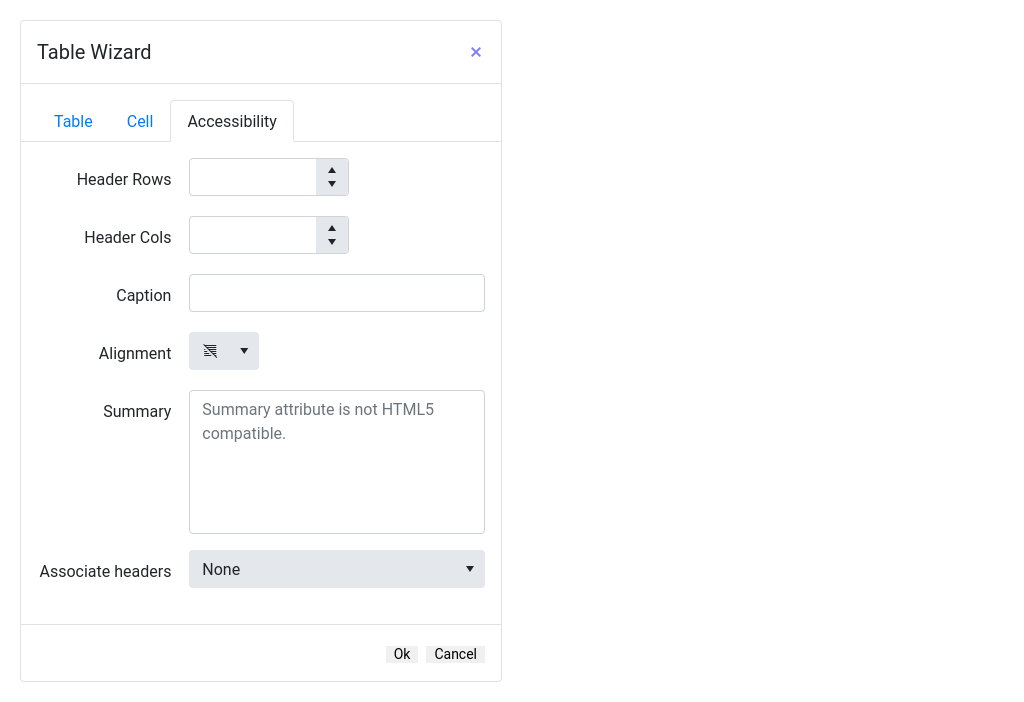 Table Wizard
Table Cell Accessibility
Header Rows
Header Cols
Caption
Alignment
Summary
Summary attribute is not HTML5
compatible.
Associate headers
None
Ok Cancel